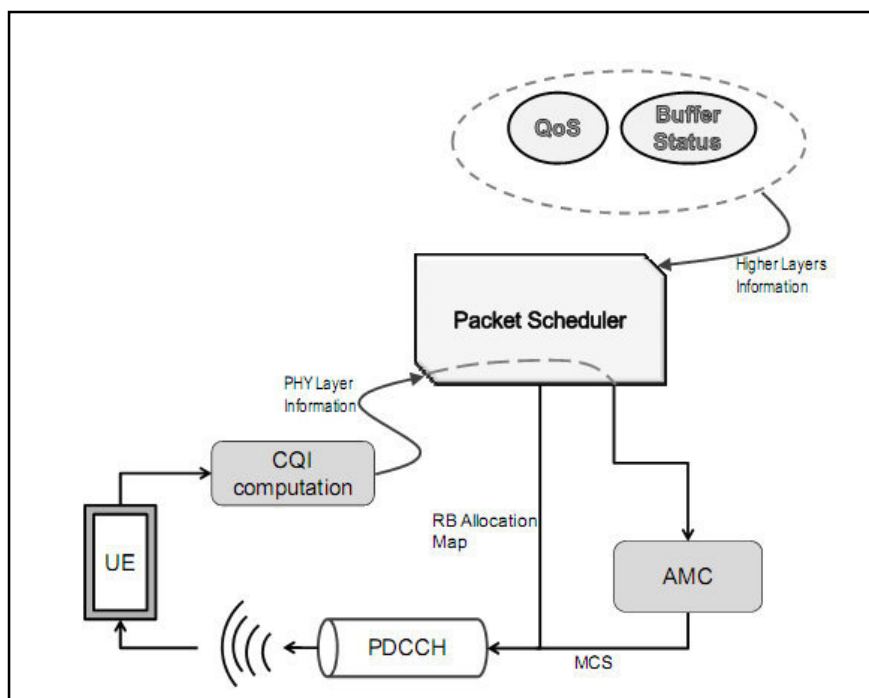 QoS
Buffer
Status
Higher Layers
Information
Packet Scheduler
PHY Layer
Information
CQI
computation
RB Allocation
Map
UE
AMC
PDCCH
MCS